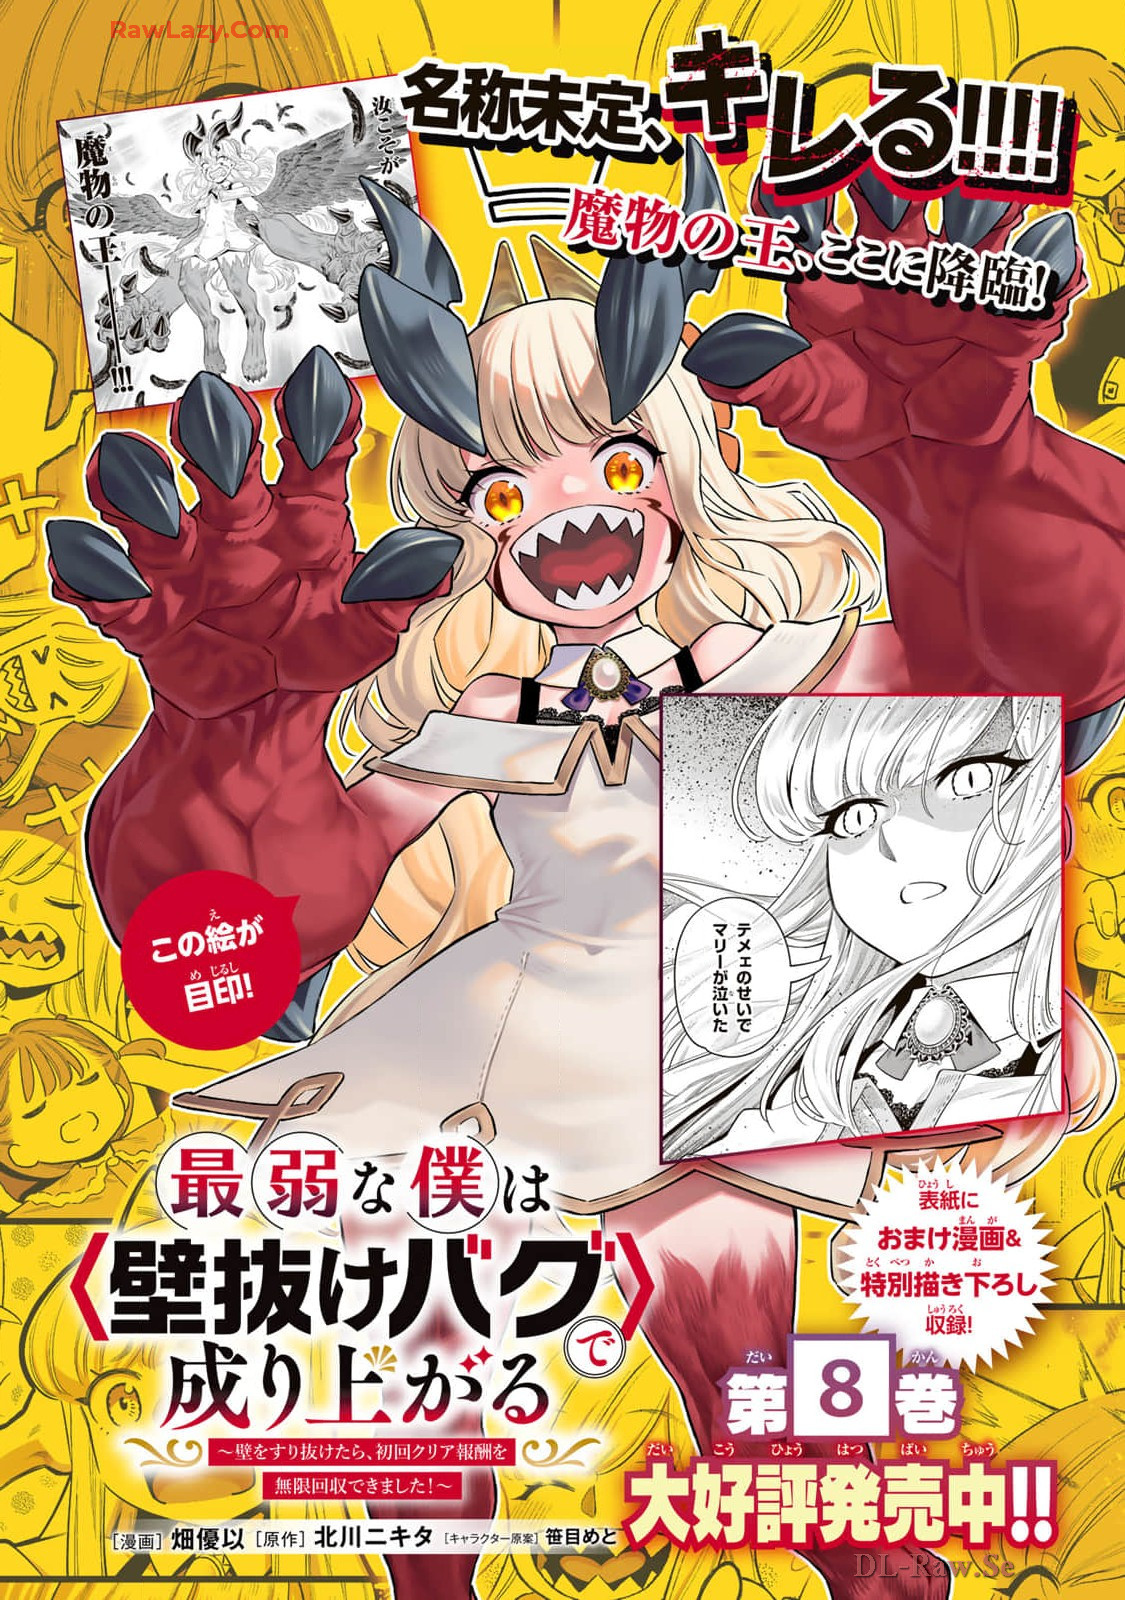 RawLazy.Com
名称未定、キレる!!!!
魔物の王、ここに降臨!
汝こそが
魔物の王———!!!
テメェのせいで
マリーが泣いた
この絵が
目印!
表紙に
おまけ漫画&
特別描き下ろし
収録!
最弱な僕は
〈壁抜けバグ〉で
成り上がる
～壁をすり抜けたら、初回クリア報酬を
無限回収できました!～
第8巻
大好評発売中!!
[漫画] 畑優以 [原作] 北川ニキタ [キャラクター原案] 笹目めと
DL-Raw.Se